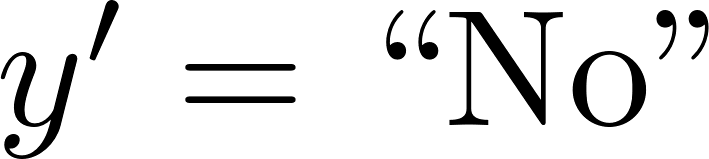 y′ = “No”